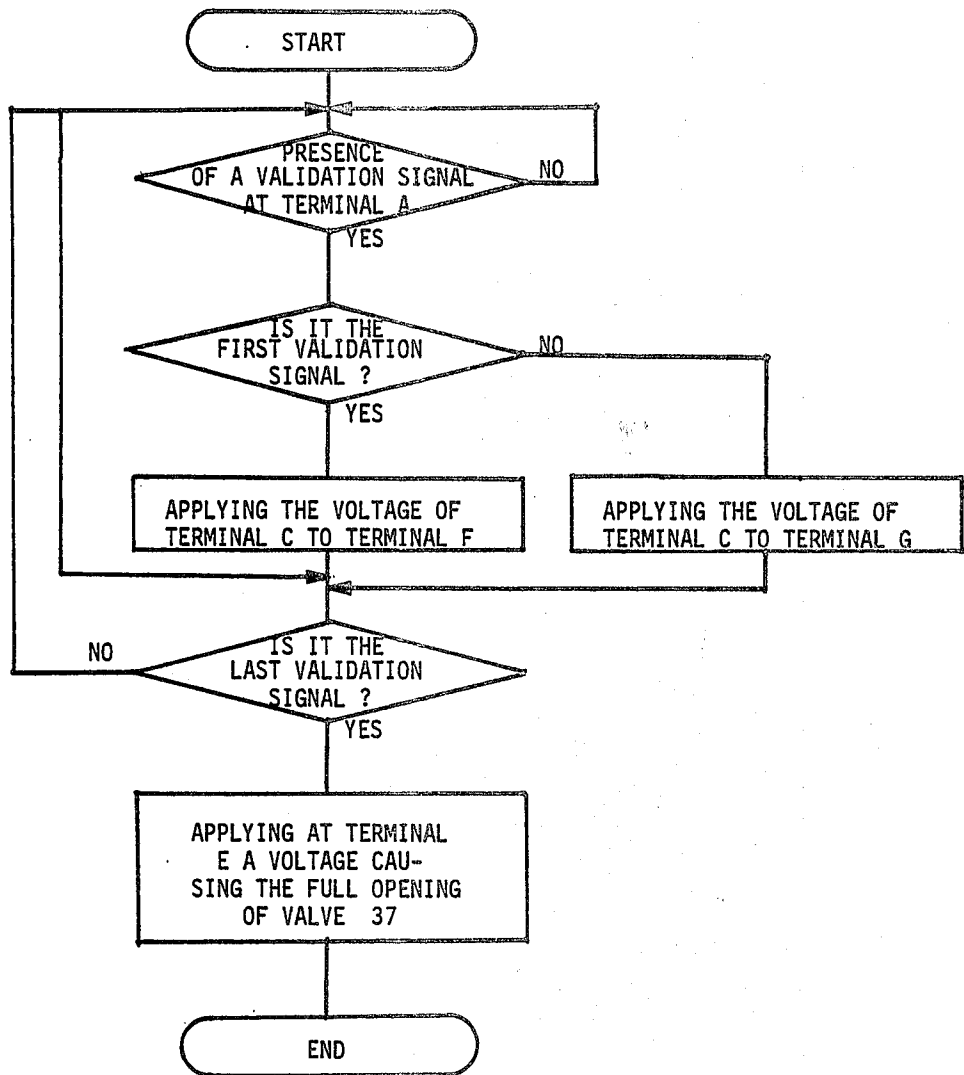 START
PRESENCE
OF A VALIDATION SIGNAL
AT TERMINAL A
NO
YES
IS IT THE
FIRST VALIDATION
SIGNAL ?
NO
YES
APPLYING THE VOLTAGE OF
TERMINAL C TO TERMINAL F
APPLYING THE VOLTAGE OF
TERMINAL C TO TERMINAL G
NO
IS IT THE
LAST VALIDATION
SIGNAL ?
YES
APPLYING AT TERMINAL
E A VOLTAGE CAU-
SING THE FULL OPENING
OF VALVE 37
END